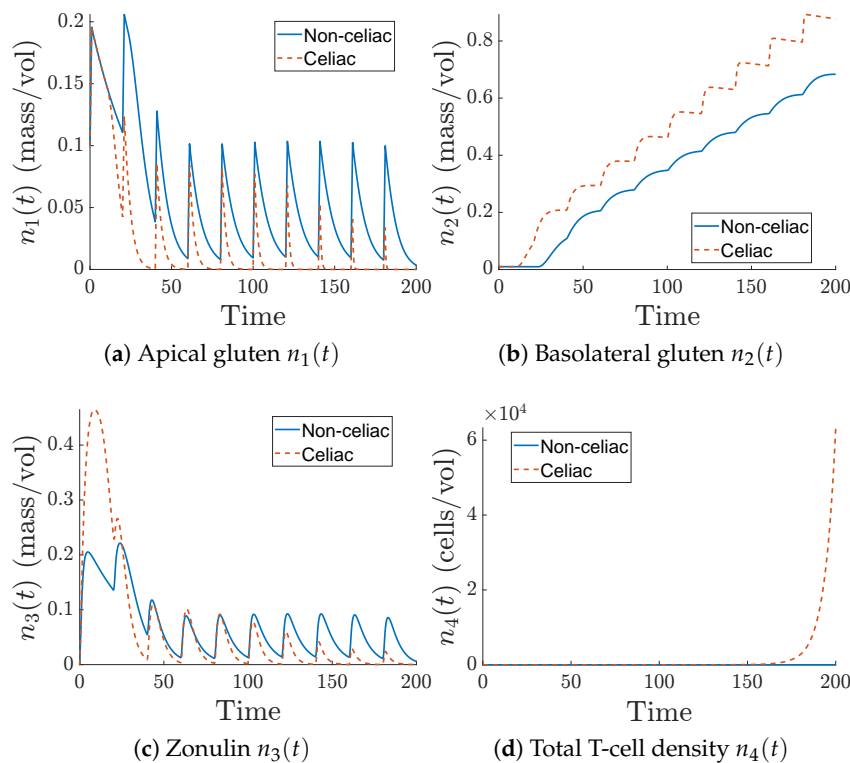 n₁(t) (mass/vol)
0.2
0.15
0.1
0.05
0
Non-celiac
Celiac
0 50 100 150 200
Time
(a) Apical gluten n₁(t)
n₂(t) (mass/vol)
0.8
0.6
0.4
0.2
0
Non-celiac
Celiac
0 50 100 150 200
Time
(b) Basolateral gluten n₂(t)
n₃(t) (mass/vol)
0.4
0.3
0.2
0.1
0
Non-celiac
Celiac
0 50 100 150 200
Time
(c) Zonulin n₃(t)
n₄(t) (cells/vol)
×10⁴
6
4
2
0
Non-celiac
Celiac
0 50 100 150 200
Time
(d) Total T-cell density n₄(t)